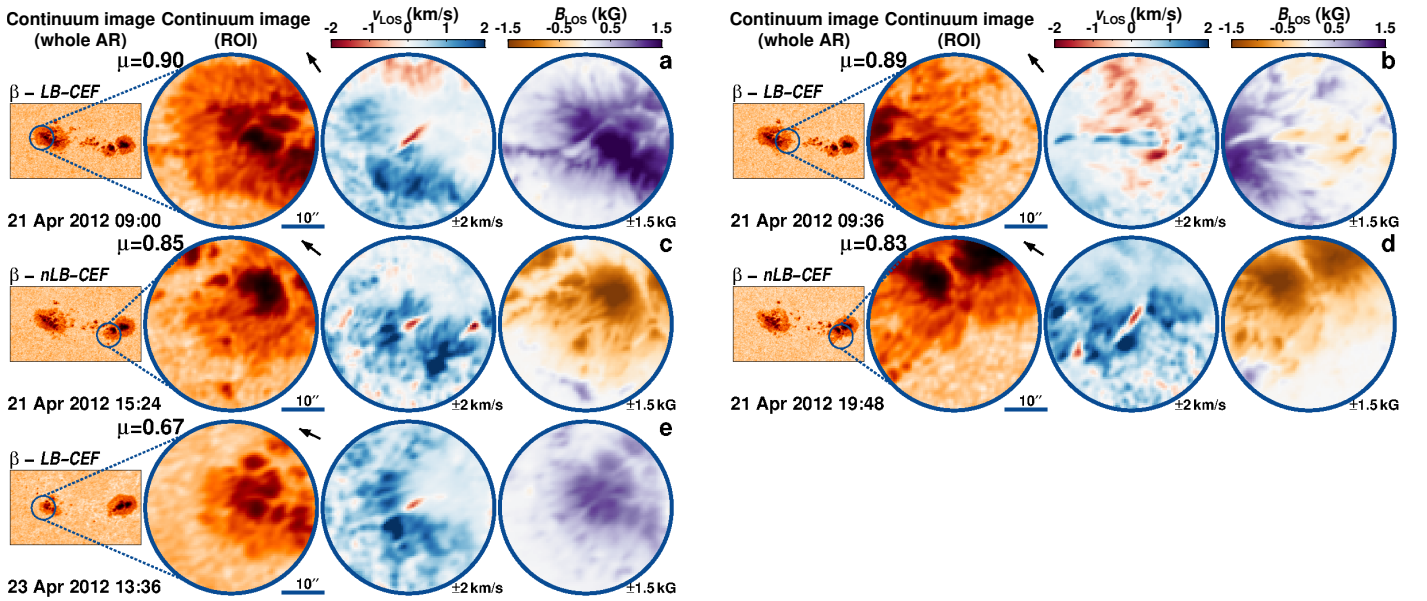 Continuum image
(whole AR)
Continuum image
(ROI)
v_LOS (km/s)
-2 -1 0 1 2
B_LOS (kG)
-1.5 -0.5 0.5 1.5
μ=0.90
a
β – LB-CEF
21 Apr 2012 09:00
10″
±2 km/s
±1.5 kG
Continuum image
(whole AR)
Continuum image
(ROI)
v_LOS (km/s)
-2 -1 0 1 2
B_LOS (kG)
-1.5 -0.5 0.5 1.5
μ=0.89
b
β – LB-CEF
21 Apr 2012 09:36
10″
±2 km/s
±1.5 kG
μ=0.85
c
β – nLB-CEF
21 Apr 2012 15:24
10″
±2 km/s
±1.5 kG
μ=0.83
d
β – nLB-CEF
21 Apr 2012 19:48
10″
±2 km/s
±1.5 kG
μ=0.67
e
β – LB-CEF
23 Apr 2012 13:36
10″
±2 km/s
±1.5 kG